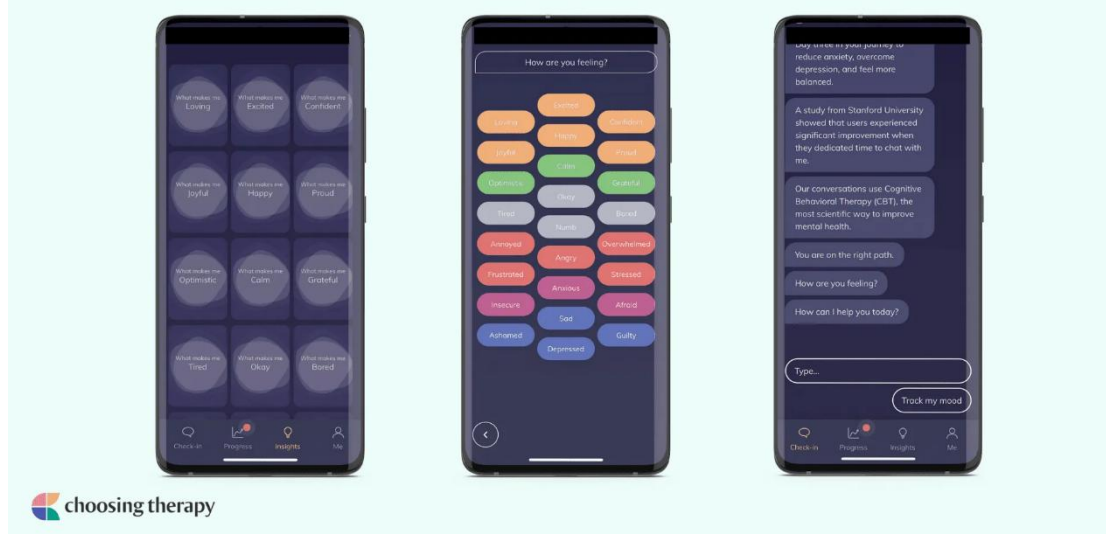 What makes me
Loving
What makes me
Excited
What makes me
Confident
What makes me
Joyful
What makes me
Happy
What makes me
Proud
What makes me
Optimistic
What makes me
Calm
What makes me
Grateful
What makes me
Tired
What makes me
Okay
What makes me
Bored
Check-in
Progress
Insights
Me
How are you feeling?
Excited
Loving
Confident
Happy
Joyful
Proud
Calm
Optimistic
Grateful
Okay
Tired
Bored
Numb
Annoyed
Overwhelmed
Angry
Frustrated
Stressed
Anxious
Insecure
Afraid
Sad
Ashamed
Guilty
Depressed
Day three in your journey to
reduce anxiety, overcome
depression, and feel more
balanced.
A study from Stanford University
showed that users experienced
significant improvement when
they dedicated time to chat with
me.
Our conversations use Cognitive
Behavioral Therapy (CBT), the
most scientific way to improve
mental health.
You are on the right path.
How are you feeling?
How can I help you today?
Type...
Track my mood
Check-in
Progress
Insights
Me
choosing therapy